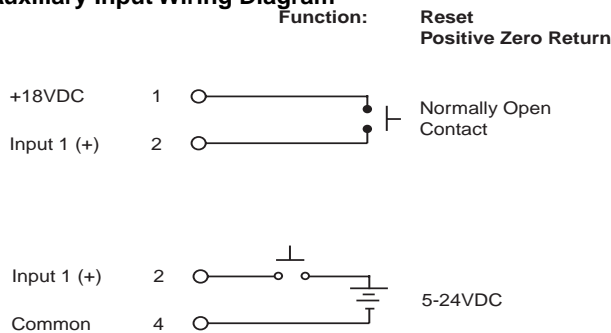 Auxiliary Input Wiring Diagram
Function: Reset
Positive Zero Return
+18VDC 1
Normally Open
Contact
Input 1 (+) 2
Input 1 (+) 2
5-24VDC
Common 4